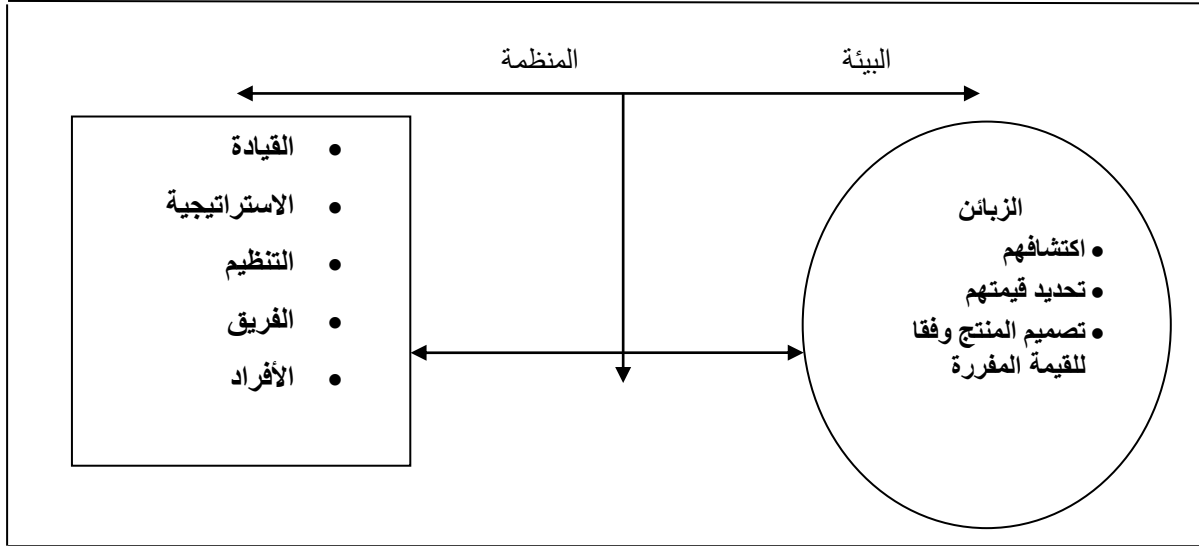 البيئة
المنظمة
الزبائن
• اكتشافهم
• تحديد قيمتهم
• تصميم المنتج وفقا
للقيمة المفررة
• القيادة
• الاستراتيجية
• التنظيم
• الفريق
• الأفراد